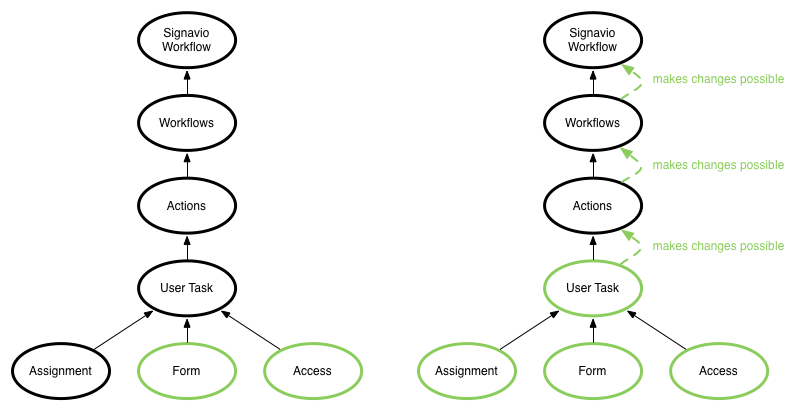 Signavio
Workflow
Workflows
Actions
User Task
Assignment
Form
Access
Signavio
Workflow
makes changes possible
Workflows
makes changes possible
Actions
makes changes possible
User Task
Assignment
Form
Access